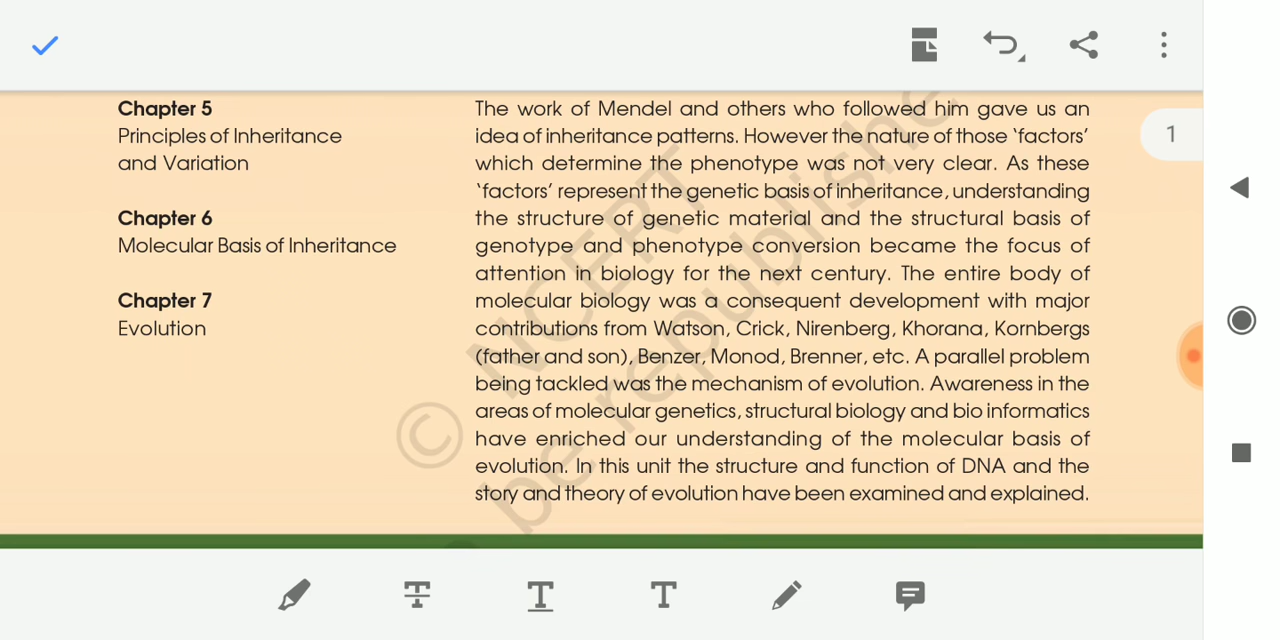 1
Chapter 5
Principles of Inheritance
and Variation
Chapter 6
Molecular Basis of Inheritance
Chapter 7
Evolution
The work of Mendel and others who followed him gave us an
idea of inheritance patterns. However the nature of those ‘factors’
which determine the phenotype was not very clear. As these
‘factors’ represent the genetic basis of inheritance, understanding
the structure of genetic material and the structural basis of
genotype and phenotype conversion became the focus of
attention in biology for the next century. The entire body of
molecular biology was a consequent development with major
contributions from Watson, Crick, Nirenberg, Khorana, Kornbergs
(father and son), Benzer, Monod, Brenner, etc. A parallel problem
being tackled was the mechanism of evolution. Awareness in the
areas of molecular genetics, structural biology and bio informatics
have enriched our understanding of the molecular basis of
evolution. In this unit the structure and function of DNA and the
story and theory of evolution have been examined and explained.
© NCERT
be republishe